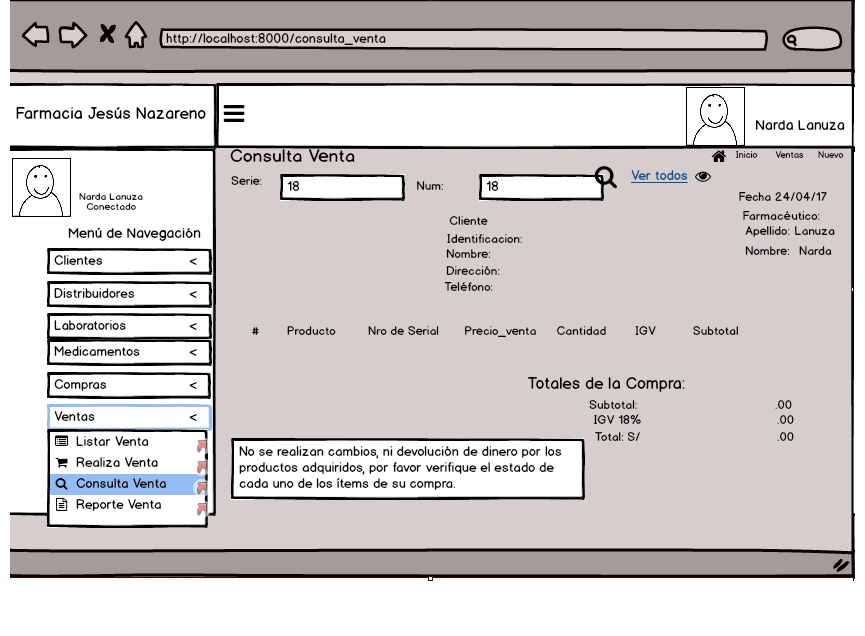 http://localhost:8000/consulta_venta
Farmacia Jesús Nazareno
Narda Lanuza
Consulta Venta
Inicio Ventas Nuevo
Serie: 18 Num: 18 Ver todos
Narda Lanuza
Conectado
Fecha 24/04/17
Cliente
Farmacéutico:
Apellido: Lanuza
Identificacion:
Nombre:
Nombre: Narda
Dirección:
Teléfono:
Menú de Navegación
Clientes <
Distribuidores <
Laboratorios <
Medicamentos <
Compras <
Ventas <
Listar Venta
Realiza Venta
Consulta Venta
Reporte Venta
# Producto Nro de Serial Precio_venta Cantidad IGV Subtotal
Totales de la Compra:
Subtotal: .00
IGV 18% .00
Total: S/ .00
No se realizan cambios, ni devolución de dinero por los
productos adquiridos, por favor verifique el estado de
cada uno de los ítems de su compra.